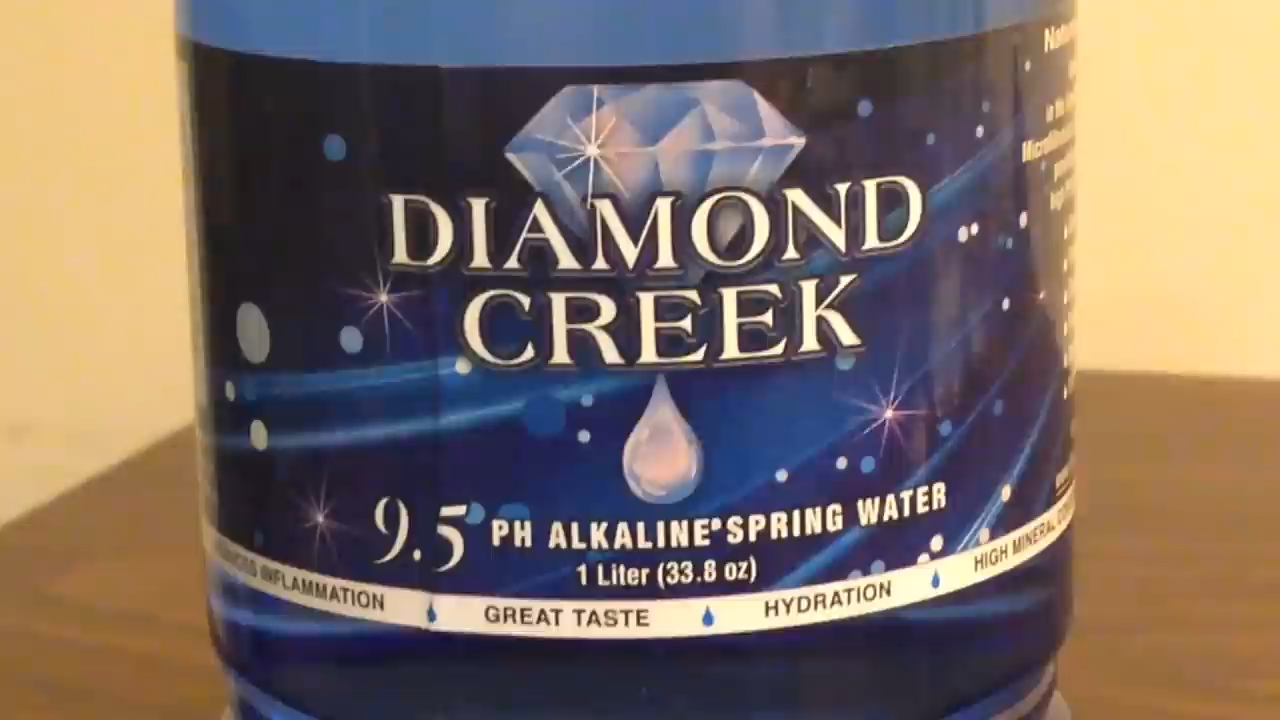 DIAMOND
CREEK
9.5 PH ALKALINE SPRING WATER
1 Liter (33.8 oz)
INFLAMMATION GREAT TASTE HYDRATION HIGH MINERAL